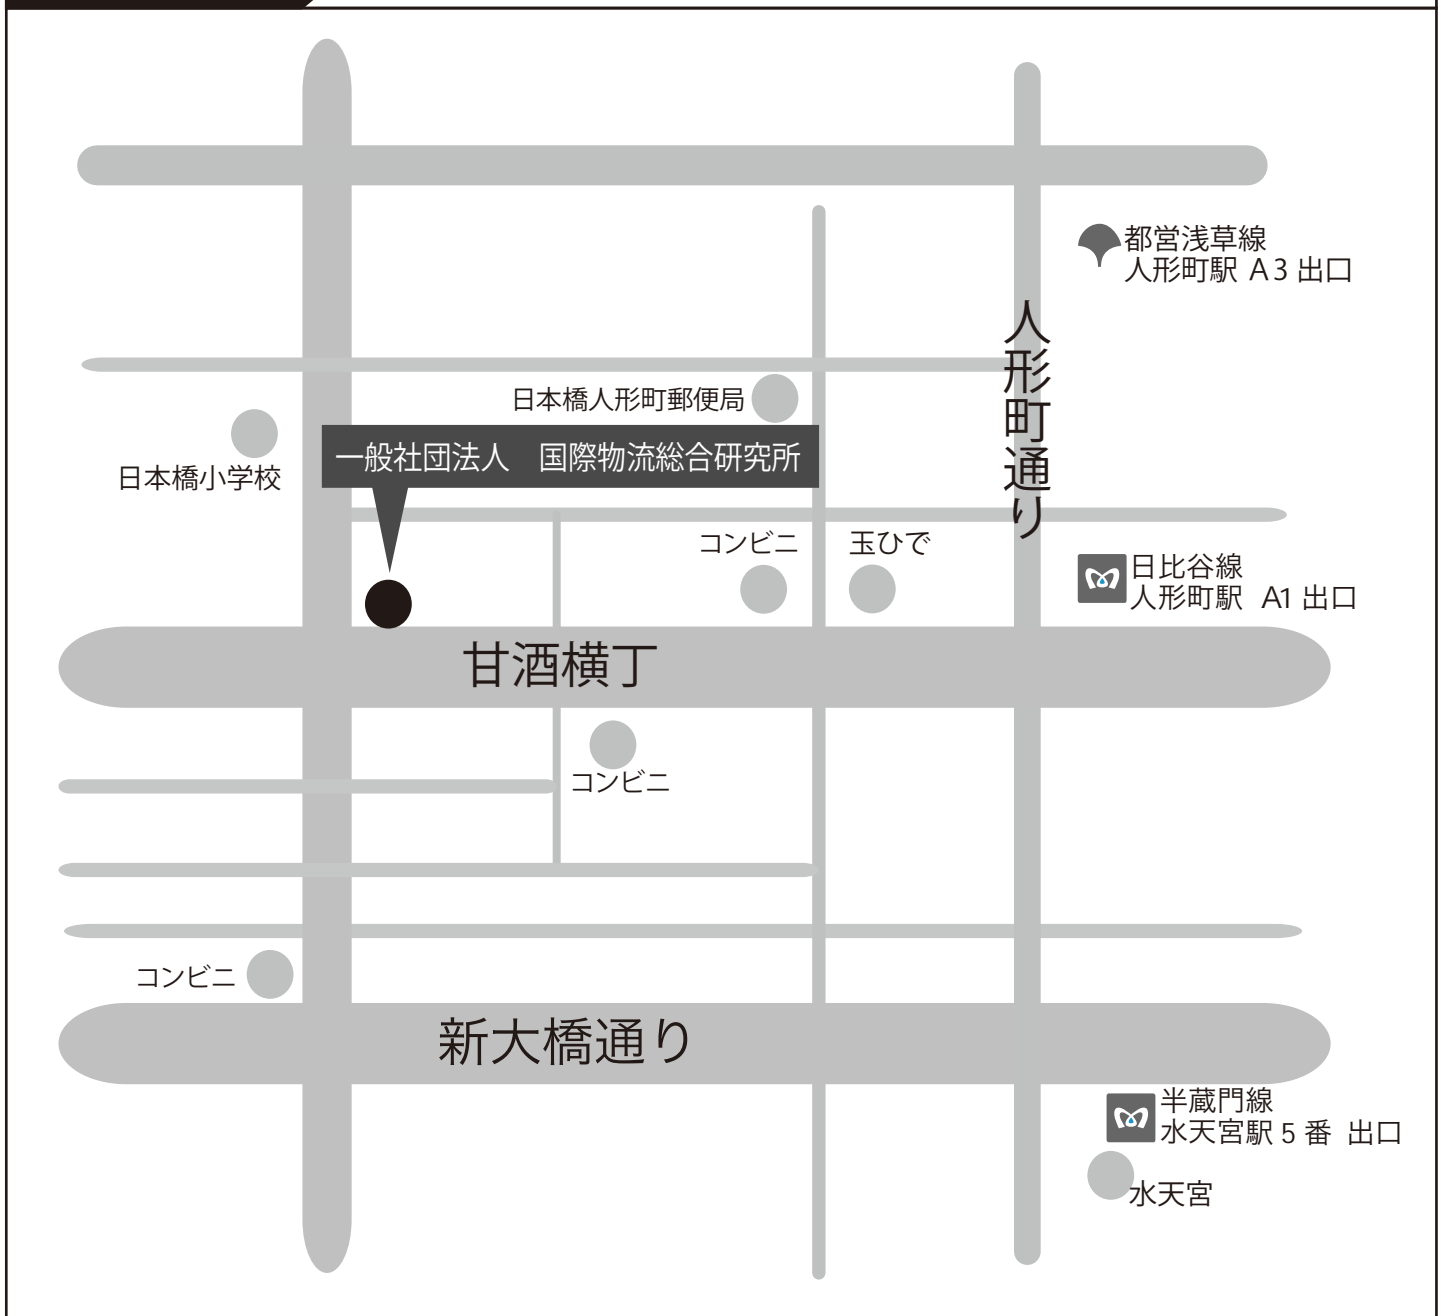 都営浅草線
人形町駅 A3 出口
人形町通り
日本橋人形町郵便局
日本橋小学校
一般社団法人 国際物流総合研究所
コンビニ
玉ひで
日比谷線
人形町駅 A1 出口
甘酒横丁
コンビニ
コンビニ
新大橋通り
半蔵門線
水天宮駅 5 番 出口
水天宮